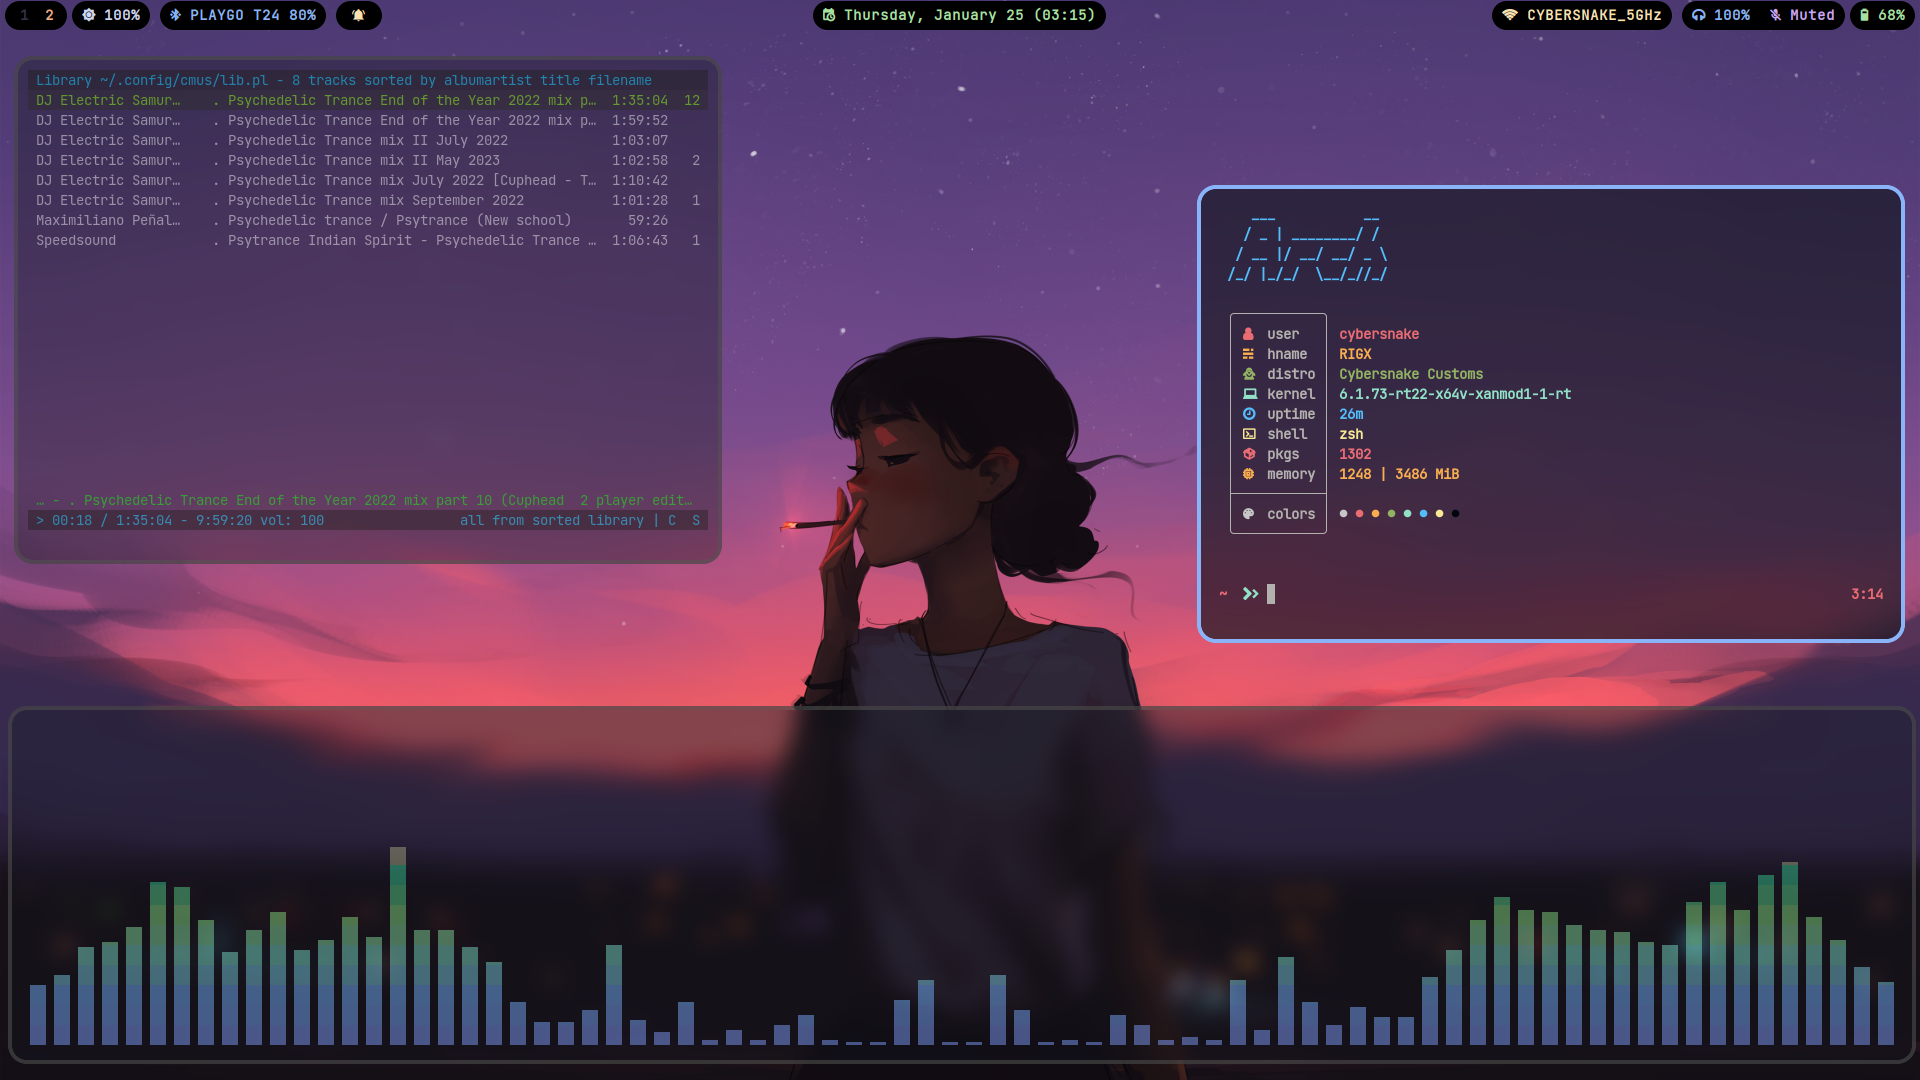 1 2 100% PLAYGO T24 80% Thursday, January 25 (03:15) CYBERSNAKE_5GHz 100% Muted 68%
Library ~/.config/cmus/lib.pl - 8 tracks sorted by albumartist title filename
DJ Electric Samur… . Psychedelic Trance End of the Year 2022 mix p… 1:35:04 12
DJ Electric Samur… . Psychedelic Trance End of the Year 2022 mix p… 1:59:52
DJ Electric Samur… . Psychedelic Trance mix II July 2022 1:03:07
DJ Electric Samur… . Psychedelic Trance mix II May 2023 1:02:58 2
DJ Electric Samur… . Psychedelic Trance mix July 2022 [Cuphead - T… 1:10:42
DJ Electric Samur… . Psychedelic Trance mix September 2022 1:01:28 1
Maximiliano Peñal… . Psychedelic trance / Psytrance (New school) 59:26
Speedsound . Psytrance Indian Spirit - Psychedelic Trance … 1:06:43 1
… - . Psychedelic Trance End of the Year 2022 mix part 10 (Cuphead  2 player edit…
> 00:18 / 1:35:04 - 9:59:20 vol: 100 all from sorted library | C S
Arch
user cybersnake
hname RIGX
distro Cybersnake Customs
kernel 6.1.73-rt22-x64v-xanmod1-1-rt
uptime 26m
shell zsh
pkgs 1302
memory 1248 | 3486 MiB
colors
~ 3:14